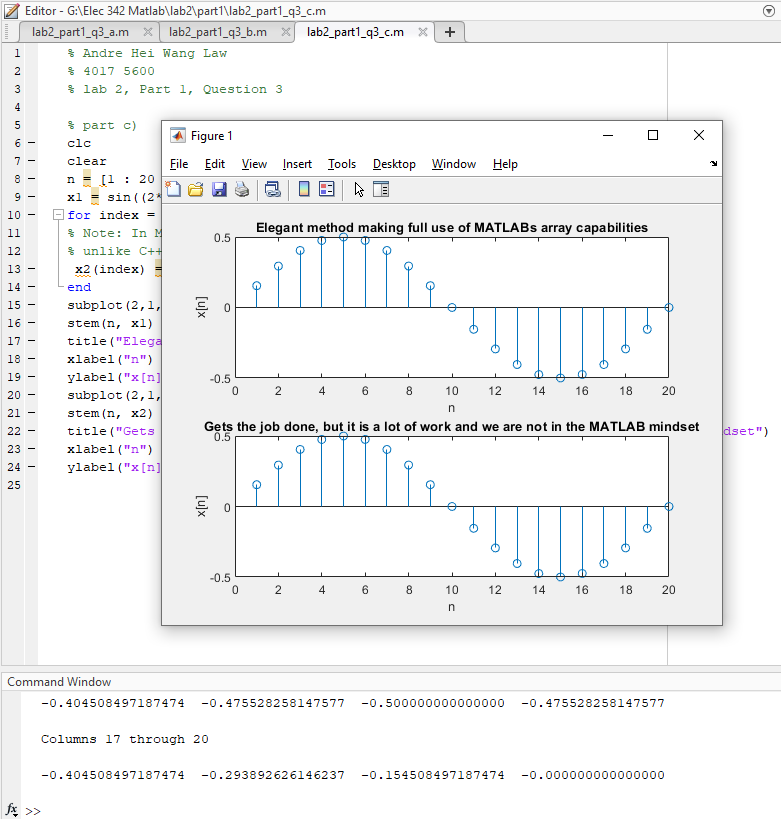 Editor - G:\Elec 342 Matlab\lab2\part1\lab2_part1_q3_c.m
lab2_part1_q3_a.m lab2_part1_q3_b.m lab2_part1_q3_c.m
1 % Andre Hei Wang Law
2 % 4017 5600
3 % lab 2, Part 1, Question 3
4
5 % part c)
6 clc
7 clear
8 n = [1 : 20
9 x1 = sin((2*
10 for index =
11 % Note: In M
12 % unlike C++
13 x2(index) =
14 end
15 subplot(2,1,
16 stem(n, x1)
17 title("Elega
18 xlabel("n")
19 ylabel("x[n]
20 subplot(2,1,
21 stem(n, x2)
22 title("Gets dset")
23 xlabel("n")
24 ylabel("x[n]
25
Figure 1
File Edit View Insert Tools Desktop Window Help
Elegant method making full use of MATLABs array capabilities
0.5
0
-0.5
x[n]
0 2 4 6 8 10 12 14 16 18 20
n
Gets the job done, but it is a lot of work and we are not in the MATLAB mindset
0.5
0
-0.5
x[n]
0 2 4 6 8 10 12 14 16 18 20
n
Command Window
-0.404508497187474 -0.475528258147577 -0.500000000000000 -0.475528258147577
Columns 17 through 20
-0.404508497187474 -0.293892626146237 -0.154508497187474 -0.000000000000000
fx >>